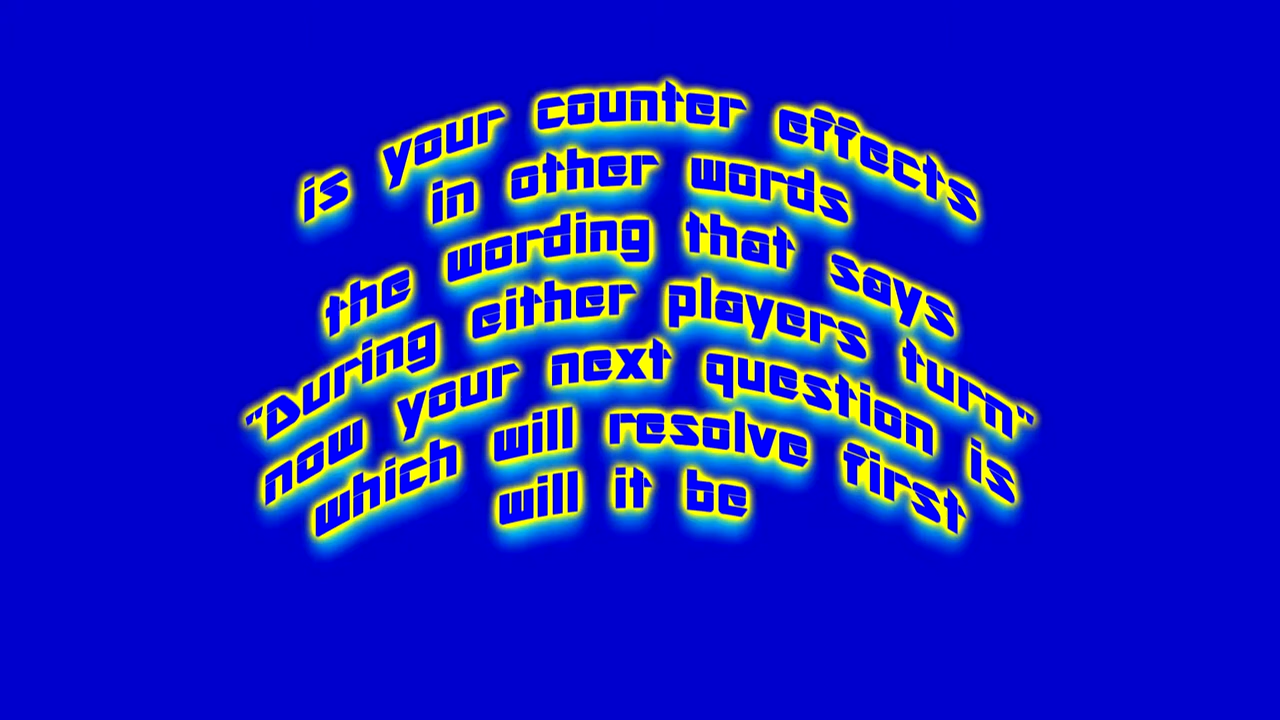 is your counter effects
in other words
the wording that says
"During either players turn"
now your next question is
which will resolve first
will it be